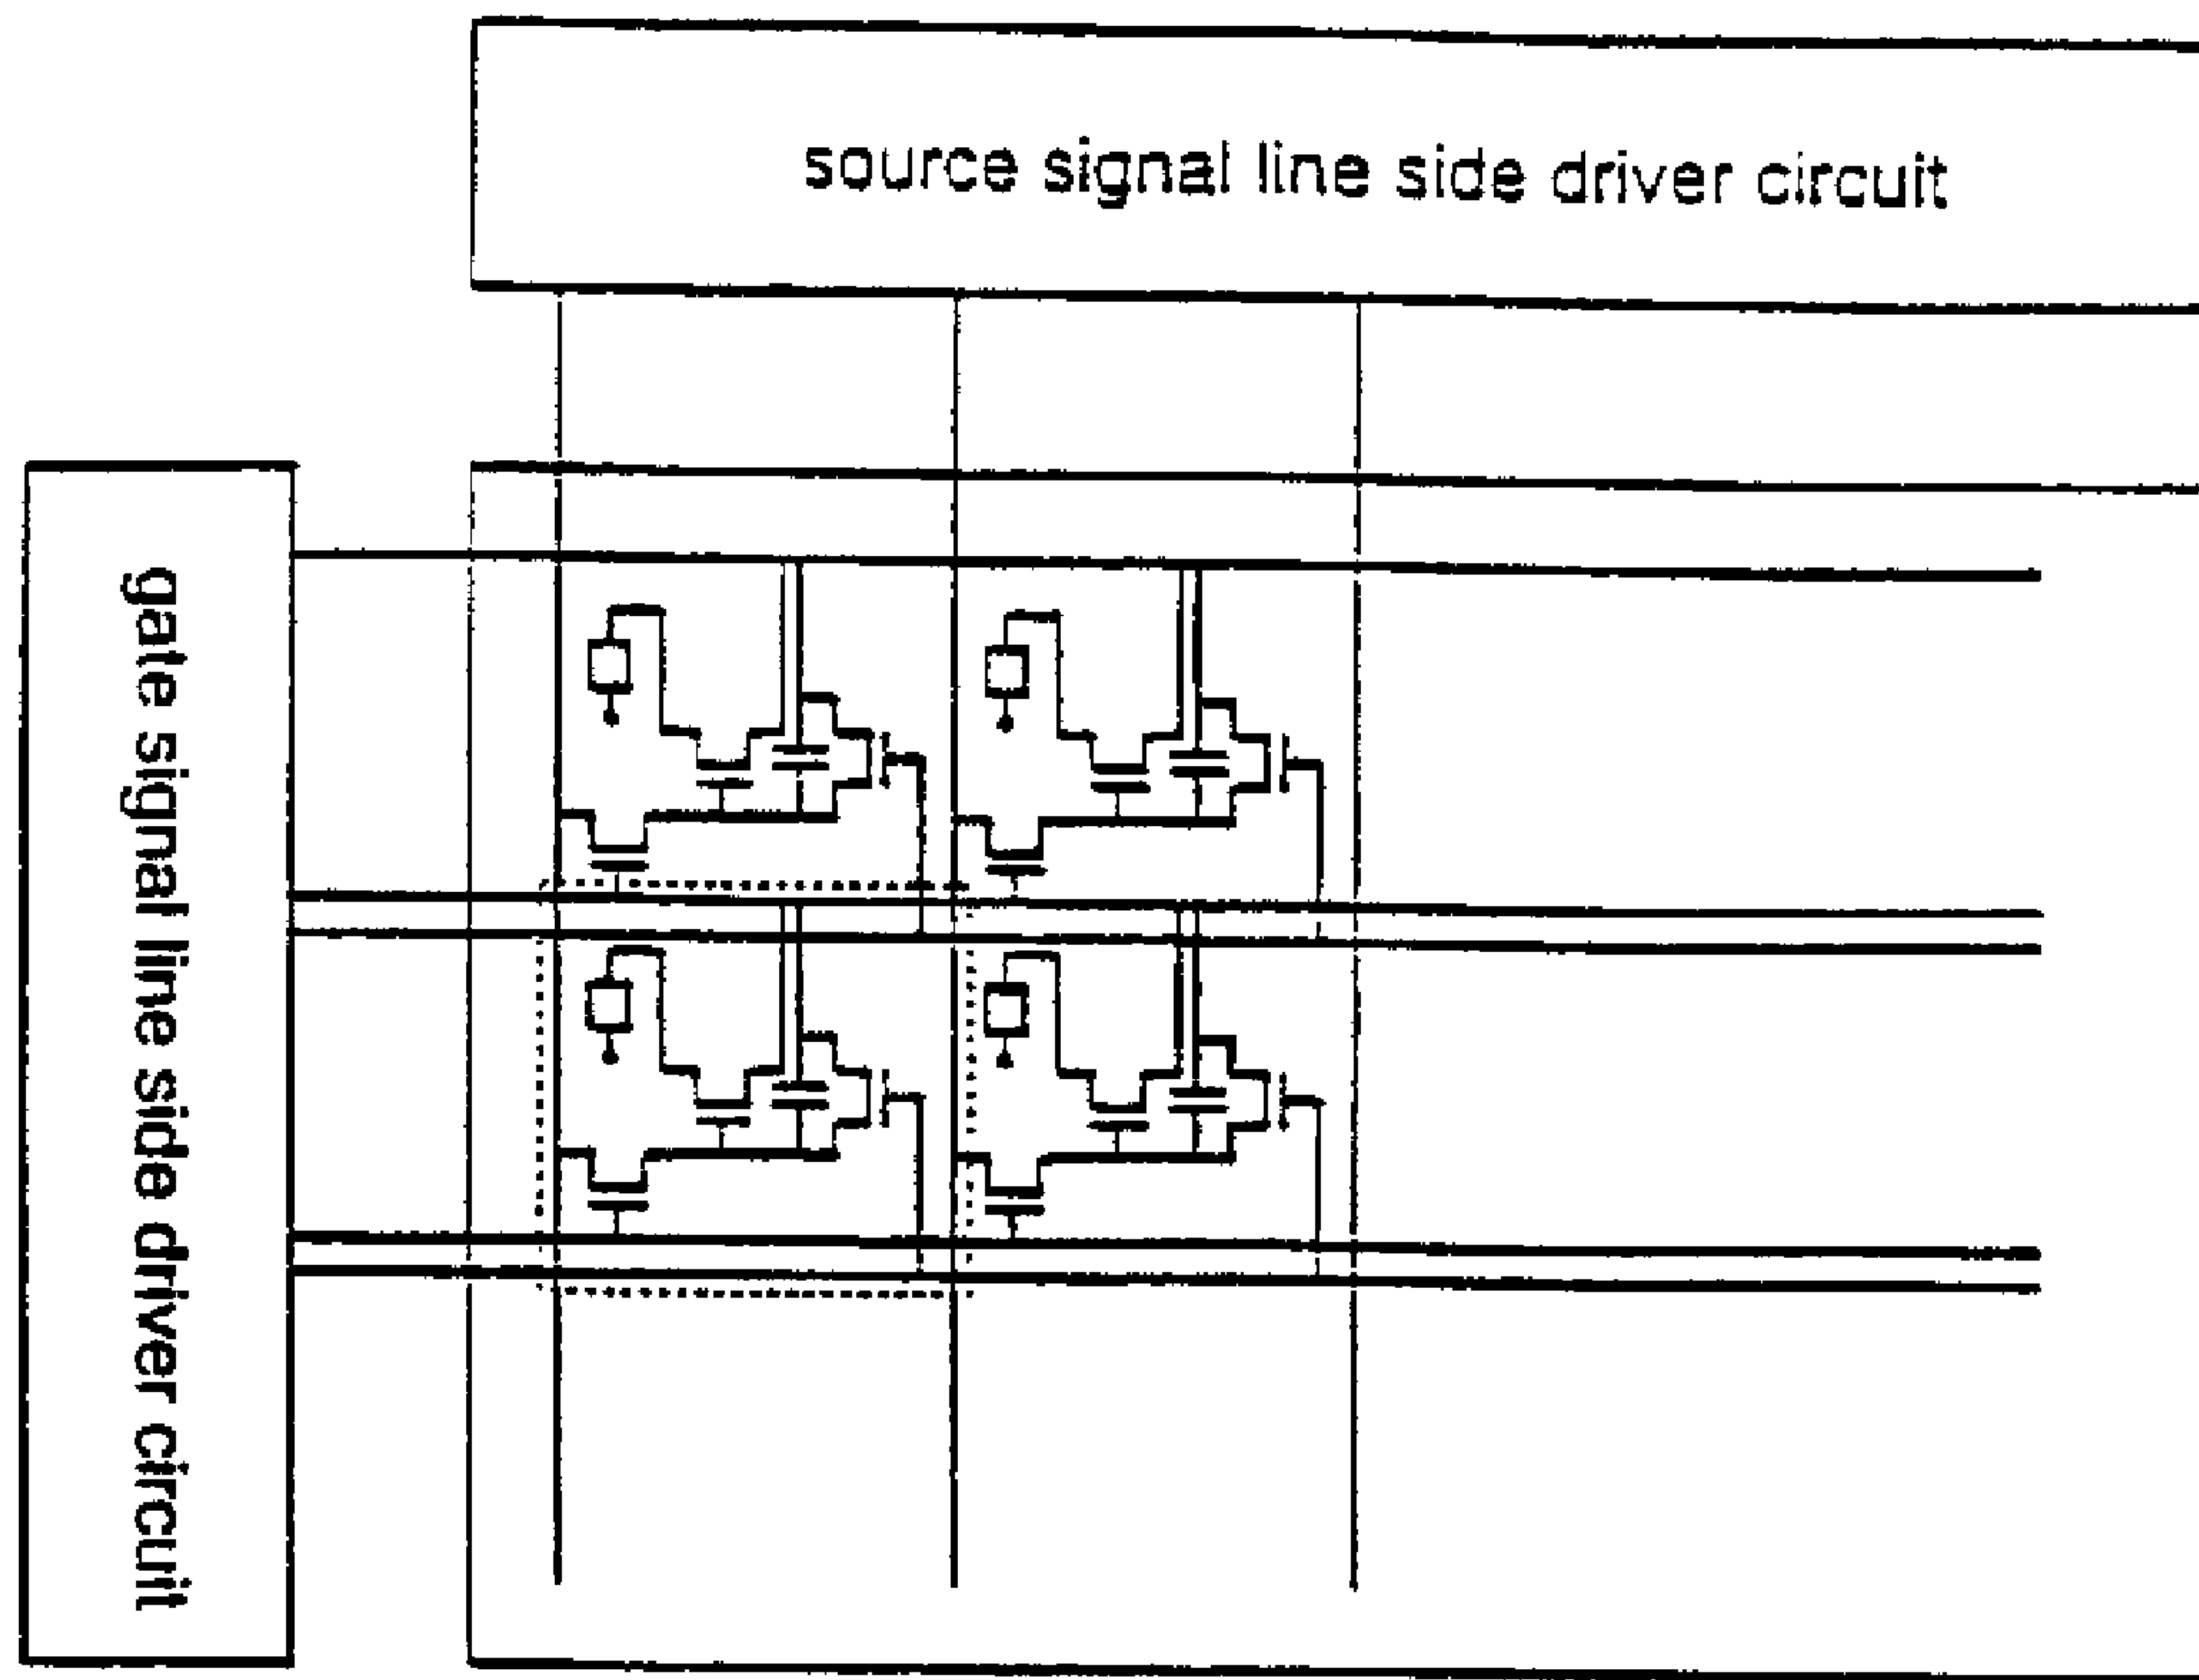 source signal line side driver circuit
gate signal line side driver circuit